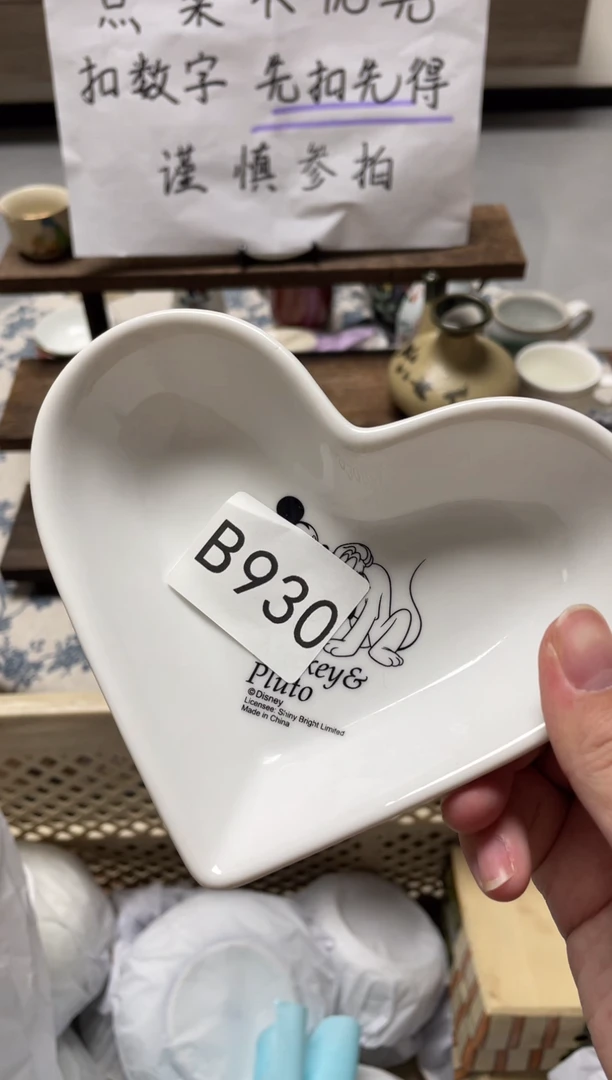 扣数字 先扣先得
谨慎参拍
B930
key&
Pluto
©Disney
Licensee: Shiny Bright Limited
Made in China